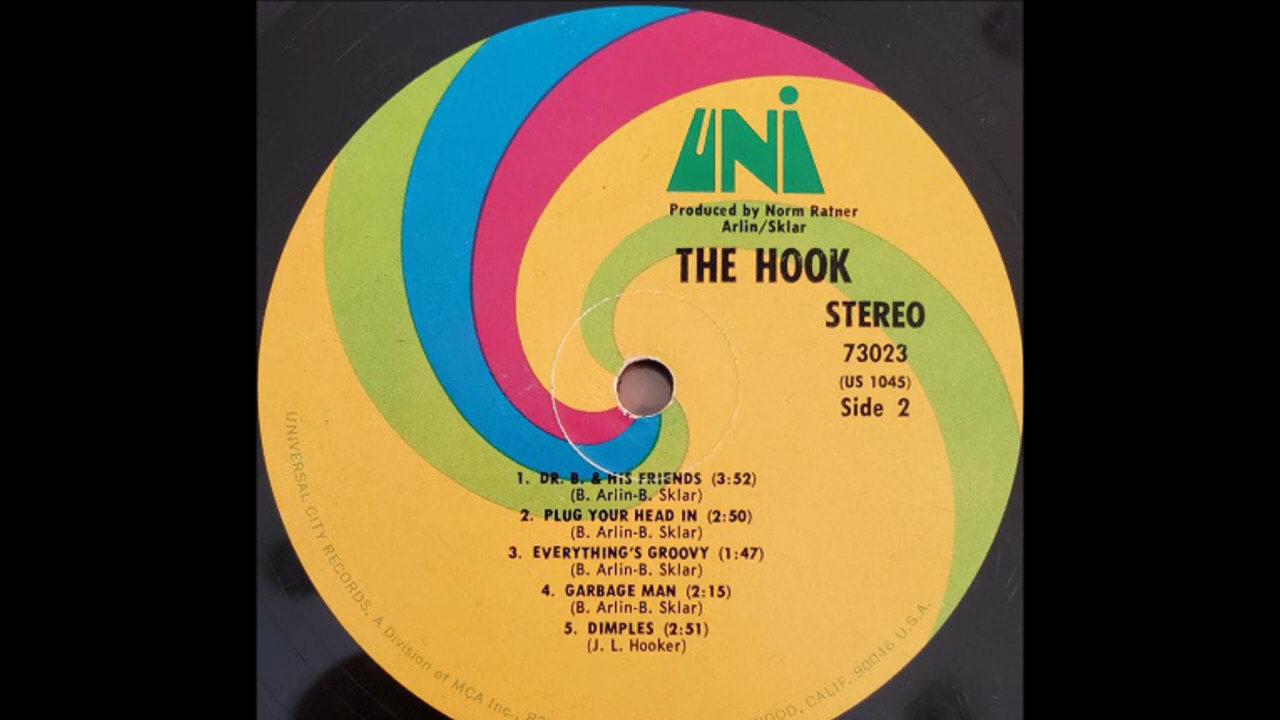 UNi
Produced by Norm Ratner
Arlin/Sklar
THE HOOK
STEREO
73023
(US 1045)
Side 2
1. DR. B. & HIS FRIENDS (3:52)
(B. Arlin-B. Sklar)
2. PLUG YOUR HEAD IN (2:50)
(B. Arlin-B. Sklar)
3. EVERYTHING'S GROOVY (1:47)
(B. Arlin-B. Sklar)
4. GARBAGE MAN (2:15)
(B. Arlin-B. Sklar)
5. DIMPLES (2:51)
(J. L. Hooker)
UNIVERSAL CITY RECORDS, A Division of MCA Inc., CALIF. 90046 U.S.A.